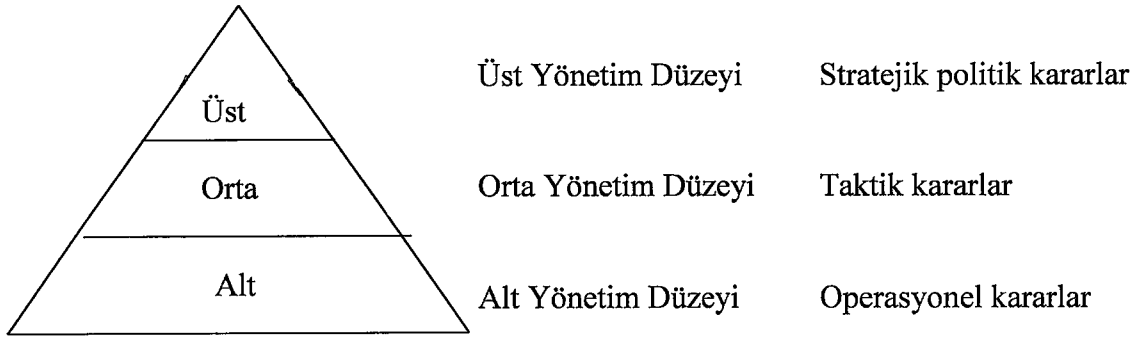 Üst Yönetim Düzeyi Stratejik politik kararlar
Üst
Orta Orta Yönetim Düzeyi Taktik kararlar
Alt Alt Yönetim Düzeyi Operasyonel kararlar